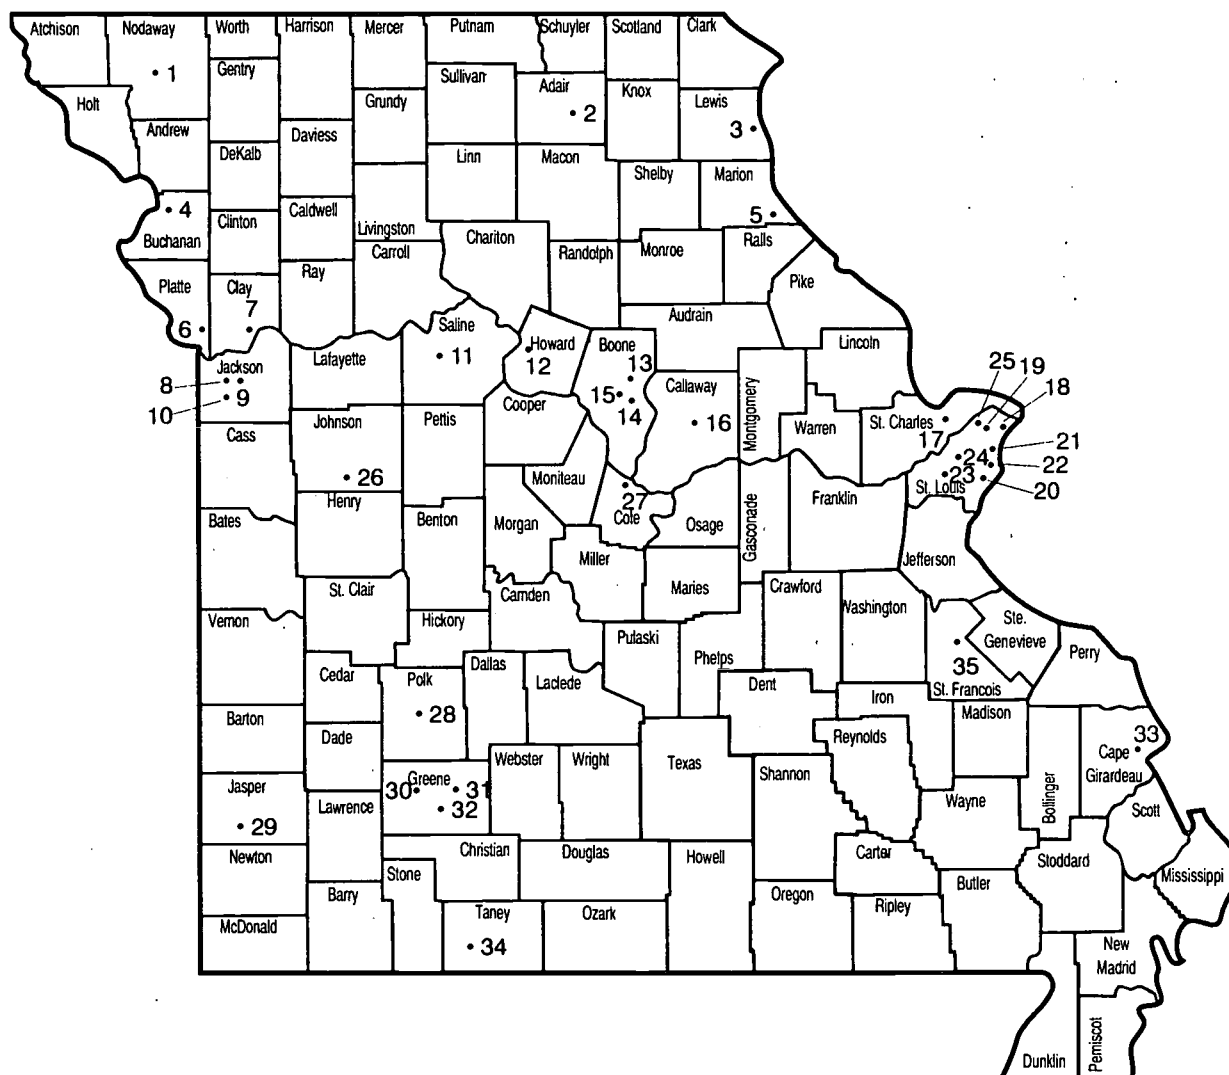 Atchison
Nodaway
Worth
Harrison
Mercer
Putnam
Schuyler
Scotland
Clark
1
Gentry
Sullivan
Adair
2
Knox
Lewis
3
Holt
Grundy
Andrew
Daviess
DeKalb
Linn
Macon
Shelby
Marion
4
Buchanan
Clinton
Caldwell
Livingston
Chariton
5
Carroll
Randolph
Monroe
Ralls
Platte
Clay
Ray
Pike
6
7
Saline
Audrain
Jackson
Lafayette
11
Howard
12
Boone
13
Lincoln
8
9
10
15
14
Callaway
16
Montgomery
Warren
St. Charles
17
25
19
18
Cass
Johnson
Pettis
Cooper
21
24
22
23
St. Louis
20
26
Moniteau
27
Cole
Franklin
Henry
Bates
Benton
Morgan
Osage
Gasconade
Miller
Jefferson
St. Clair
Camden
Maries
Crawford
Washington
Vernon
Hickory
Pulaski
Phelps
Ste.
Genevieve
Perry
35
St. Francois
Cedar
Polk
28
Dallas
Laclede
Dent
Iron
Madison
Barton
Dade
Reynolds
33
Cape
Girardeau
Webster
Wright
Texas
Shannon
Jasper
29
Lawrence
Greene
30
31
32
Wayne
Bollinger
Scott
Newton
Christian
Douglas
Howell
Carter
Stoddard
Mississippi
Stone
Barry
Taney
34
Ozark
Oregon
Ripley
Butler
McDonald
New
Madrid
Dunklin
Pemiscot